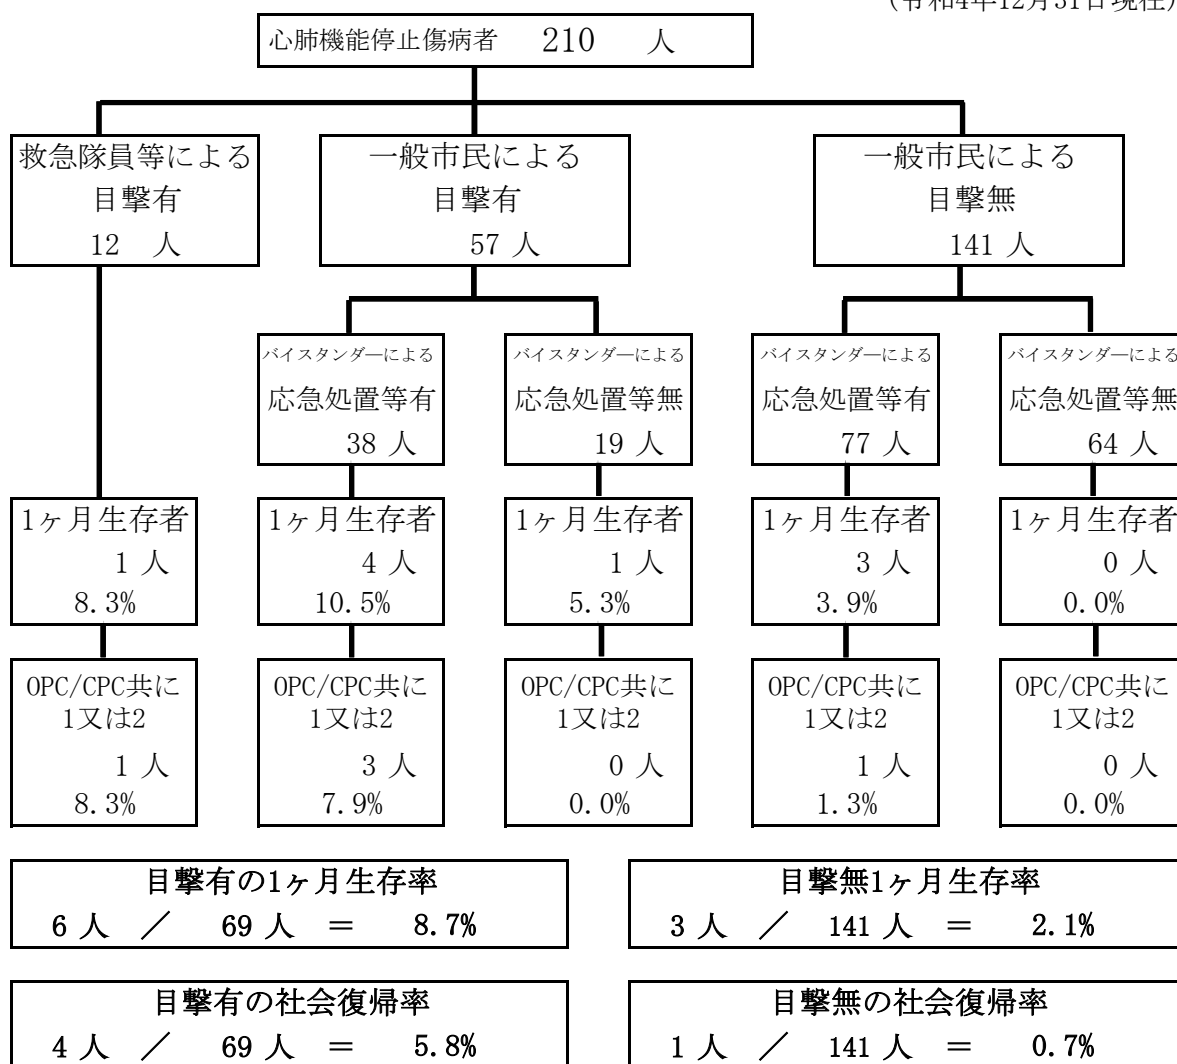 (令和4年12月31日現在)
心肺機能停止傷病者 210 人
救急隊員等による
目撃有
12 人
一般市民による
目撃有
57 人
一般市民による
目撃無
141 人
バイスタンダーによる
応急処置等有
38 人
バイスタンダーによる
応急処置等無
19 人
バイスタンダーによる
応急処置等有
77 人
バイスタンダーによる
応急処置等無
64 人
1ヶ月生存者
1 人
8.3%
1ヶ月生存者
4 人
10.5%
1ヶ月生存者
1 人
5.3%
1ヶ月生存者
3 人
3.9%
1ヶ月生存者
0 人
0.0%
OPC/CPC共に
1又は2
1 人
8.3%
OPC/CPC共に
1又は2
3 人
7.9%
OPC/CPC共に
1又は2
0 人
0.0%
OPC/CPC共に
1又は2
1 人
1.3%
OPC/CPC共に
1又は2
0 人
0.0%
目撃有の1ヶ月生存率
6 人 ／ 69 人 ＝ 8.7%
目撃無1ヶ月生存率
3 人 ／ 141 人 ＝ 2.1%
目撃有の社会復帰率
4 人 ／ 69 人 ＝ 5.8%
目撃無の社会復帰率
1 人 ／ 141 人 ＝ 0.7%